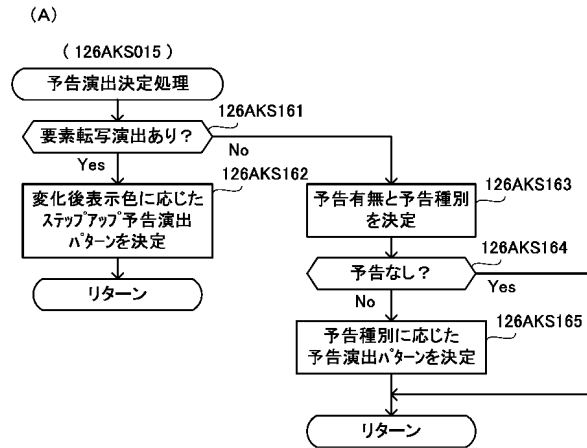 (A)
(126AKS015)
予告演出決定処理
126AKS161
要素転写演出あり?
Yes
No
126AKS162
変化後表示色に応じた
ステップアップ予告演出
パターンを決定
リターン
126AKS163
予告有無と予告種別
を決定
126AKS164
予告なし?
Yes
No
126AKS165
予告種別に応じた
予告演出パターンを決定
リターン